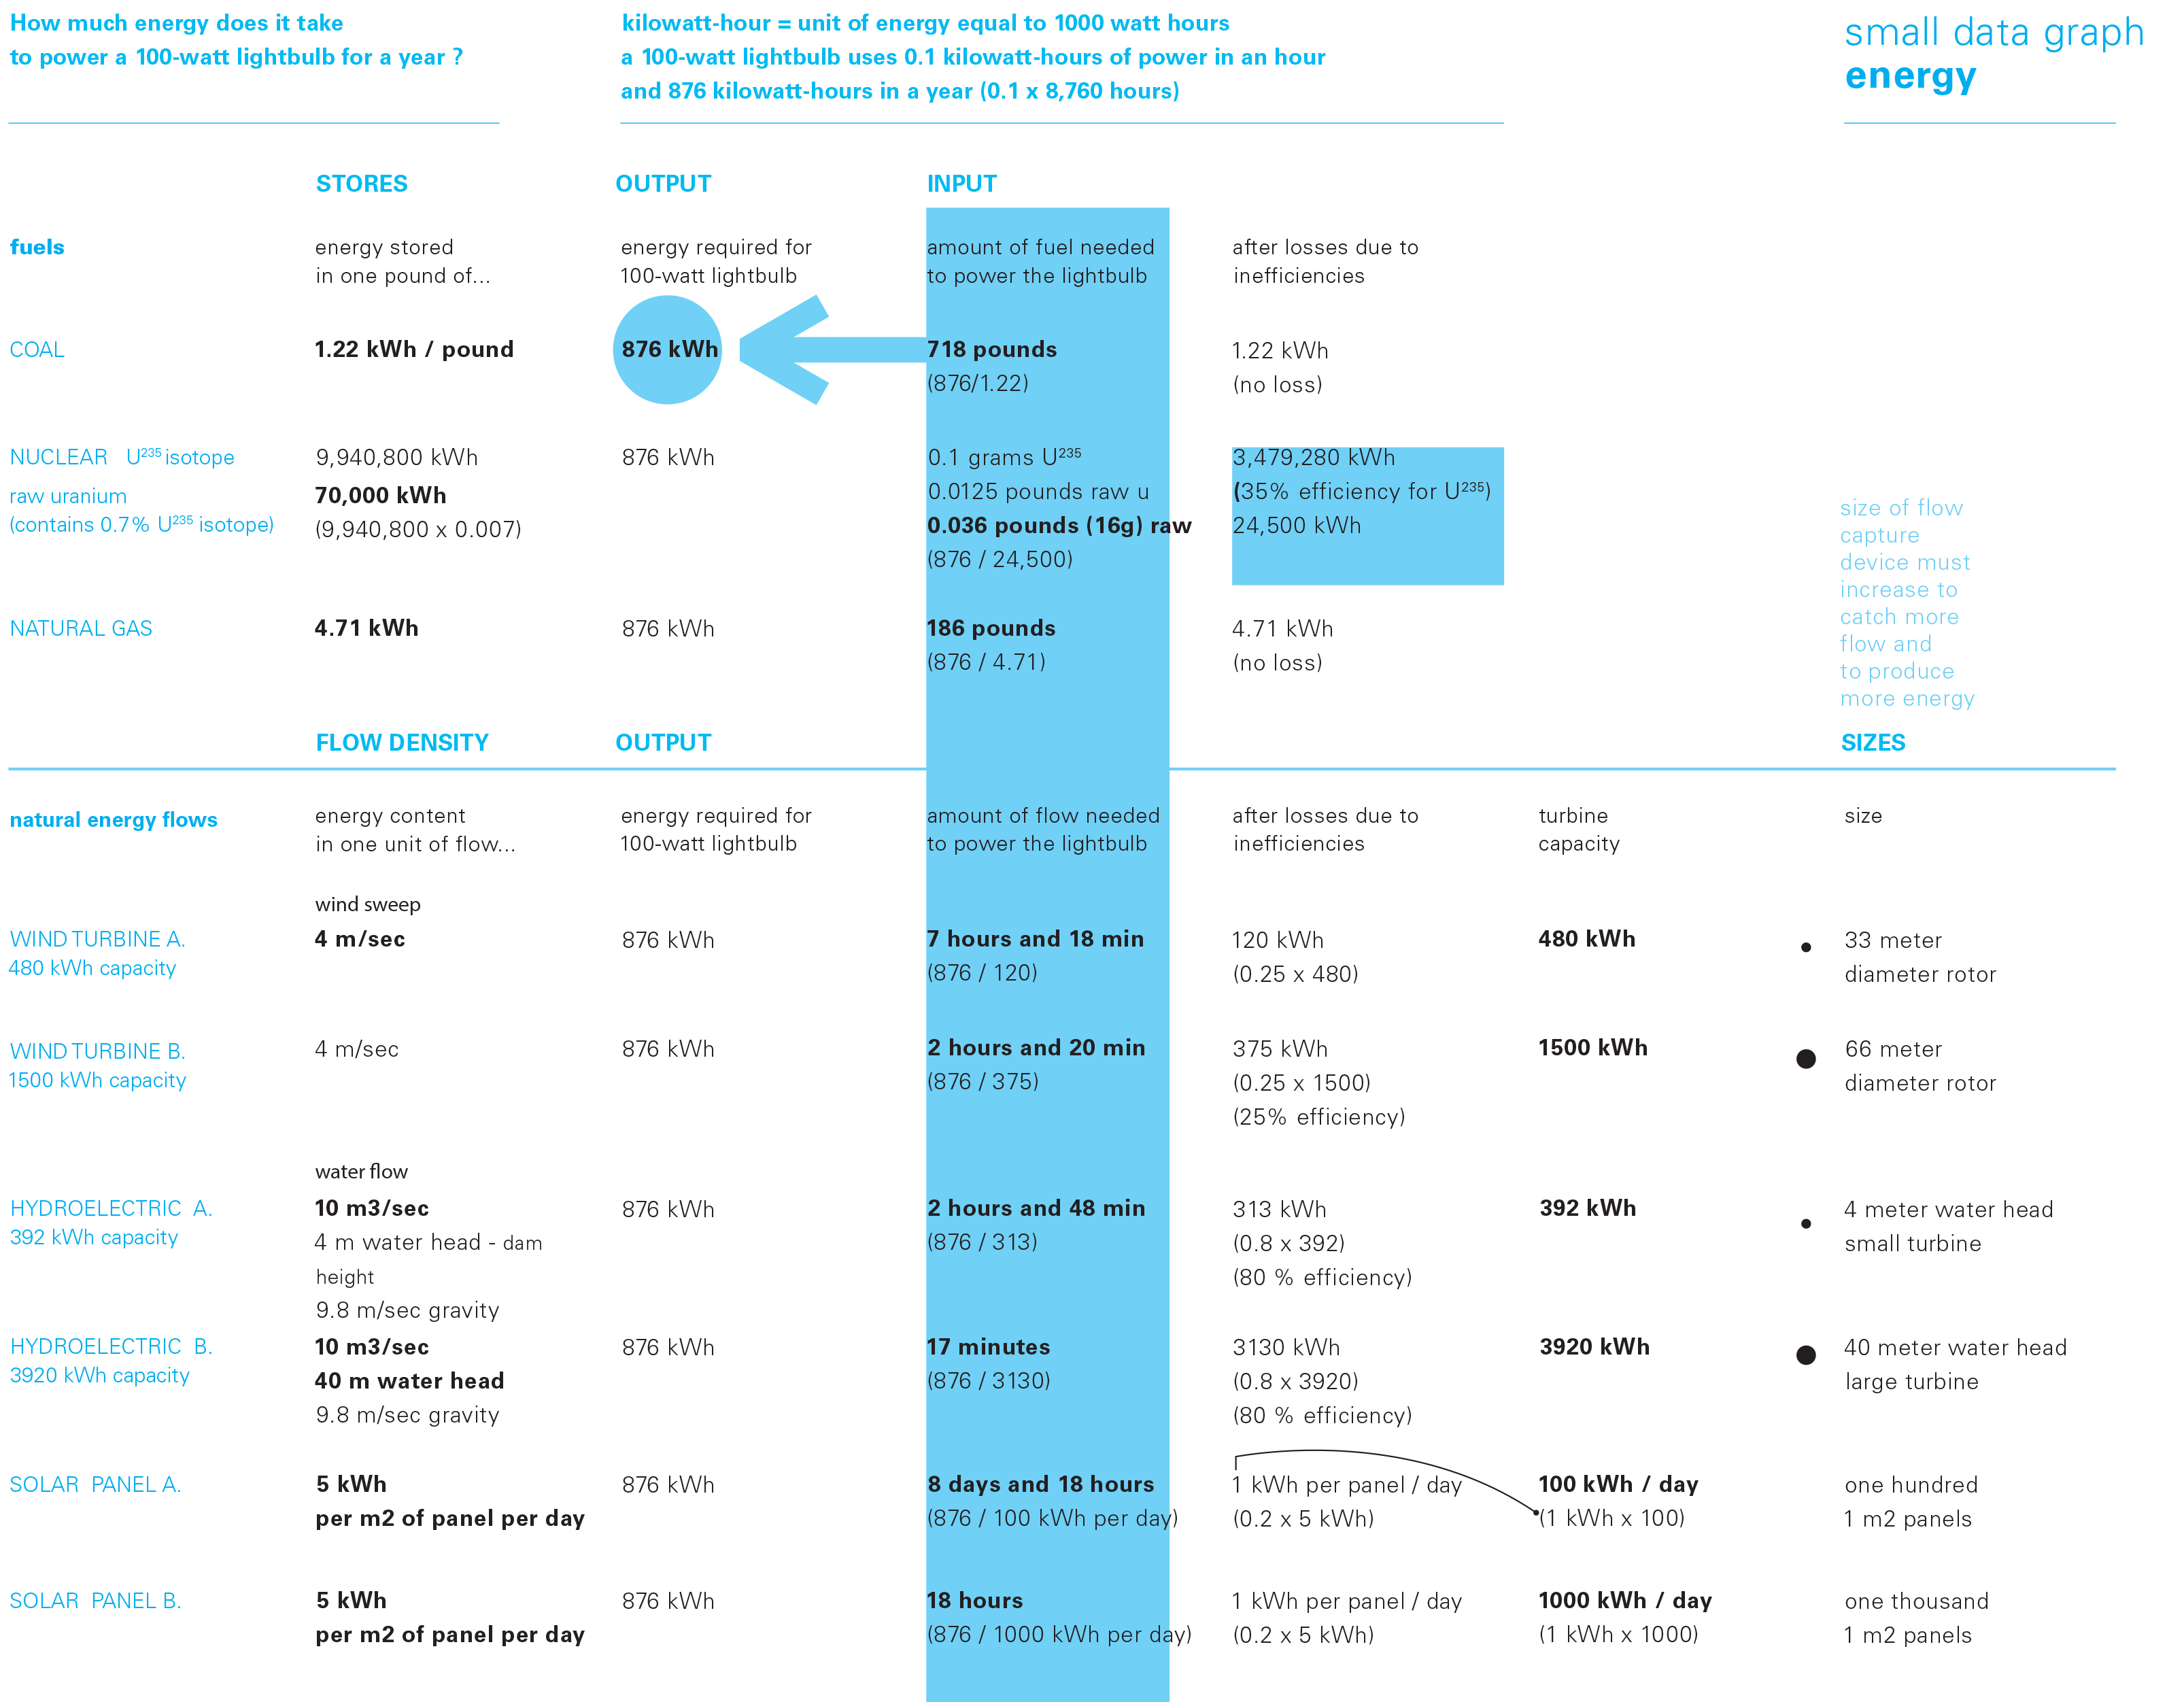 How much energy does it take
to power a 100-watt lightbulb for a year ?
kilowatt-hour = unit of energy equal to 1000 watt hours
a 100-watt lightbulb uses 0.1 kilowatt-hours of power in an hour
and 876 kilowatt-hours in a year (0.1 x 8,760 hours)
small data graph
energy
STORES
OUTPUT
INPUT
fuels
energy stored
in one pound of...
energy required for
100-watt lightbulb
amount of fuel needed
to power the lightbulb
after losses due to
inefficiencies
COAL
1.22 kWh / pound
876 kWh
718 pounds
(876/1.22)
1.22 kWh
(no loss)
NUCLEAR U235 isotope
raw uranium
(contains 0.7% U235 isotope)
9,940,800 kWh
70,000 kWh
(9,940,800 x 0.007)
876 kWh
0.1 grams U235
0.0125 pounds raw u
0.036 pounds (16g) raw
(876 / 24,500)
3,479,280 kWh
(35% efficiency for U235)
24,500 kWh
size of flow
capture
device must
increase to
catch more
flow and
to produce
more energy
NATURAL GAS
4.71 kWh
876 kWh
186 pounds
(876 / 4.71)
4.71 kWh
(no loss)
FLOW DENSITY
OUTPUT
SIZES
natural energy flows
energy content
in one unit of flow...
energy required for
100-watt lightbulb
amount of flow needed
to power the lightbulb
after losses due to
inefficiencies
turbine
capacity
size
WIND TURBINE A.
480 kWh capacity
wind sweep
4 m/sec
876 kWh
7 hours and 18 min
(876 / 120)
120 kWh
(0.25 x 480)
480 kWh
33 meter
diameter rotor
WIND TURBINE B.
1500 kWh capacity
4 m/sec
876 kWh
2 hours and 20 min
(876 / 375)
375 kWh
(0.25 x 1500)
(25% efficiency)
1500 kWh
66 meter
diameter rotor
HYDROELECTRIC A.
392 kWh capacity
water flow
10 m3/sec
4 m water head - dam
height
9.8 m/sec gravity
876 kWh
2 hours and 48 min
(876 / 313)
313 kWh
(0.8 x 392)
(80 % efficiency)
392 kWh
4 meter water head
small turbine
HYDROELECTRIC B.
3920 kWh capacity
10 m3/sec
40 m water head
9.8 m/sec gravity
876 kWh
17 minutes
(876 / 3130)
3130 kWh
(0.8 x 3920)
(80 % efficiency)
3920 kWh
40 meter water head
large turbine
SOLAR PANEL A.
5 kWh
per m2 of panel per day
876 kWh
8 days and 18 hours
(876 / 100 kWh per day)
1 kWh per panel / day
(0.2 x 5 kWh)
100 kWh / day
(1 kWh x 100)
one hundred
1 m2 panels
SOLAR PANEL B.
5 kWh
per m2 of panel per day
876 kWh
18 hours
(876 / 1000 kWh per day)
1 kWh per panel / day
(0.2 x 5 kWh)
1000 kWh / day
(1 kWh x 1000)
one thousand
1 m2 panels